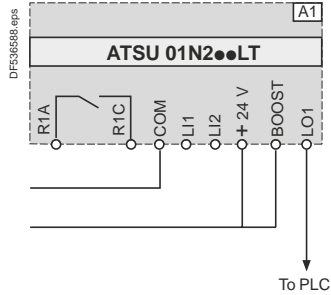 DF536588.eps
A1
ATSU 01N2●●LT
R1A
R1C
COM
LI1
LI2
+ 24 V
BOOST
LO1
To PLC